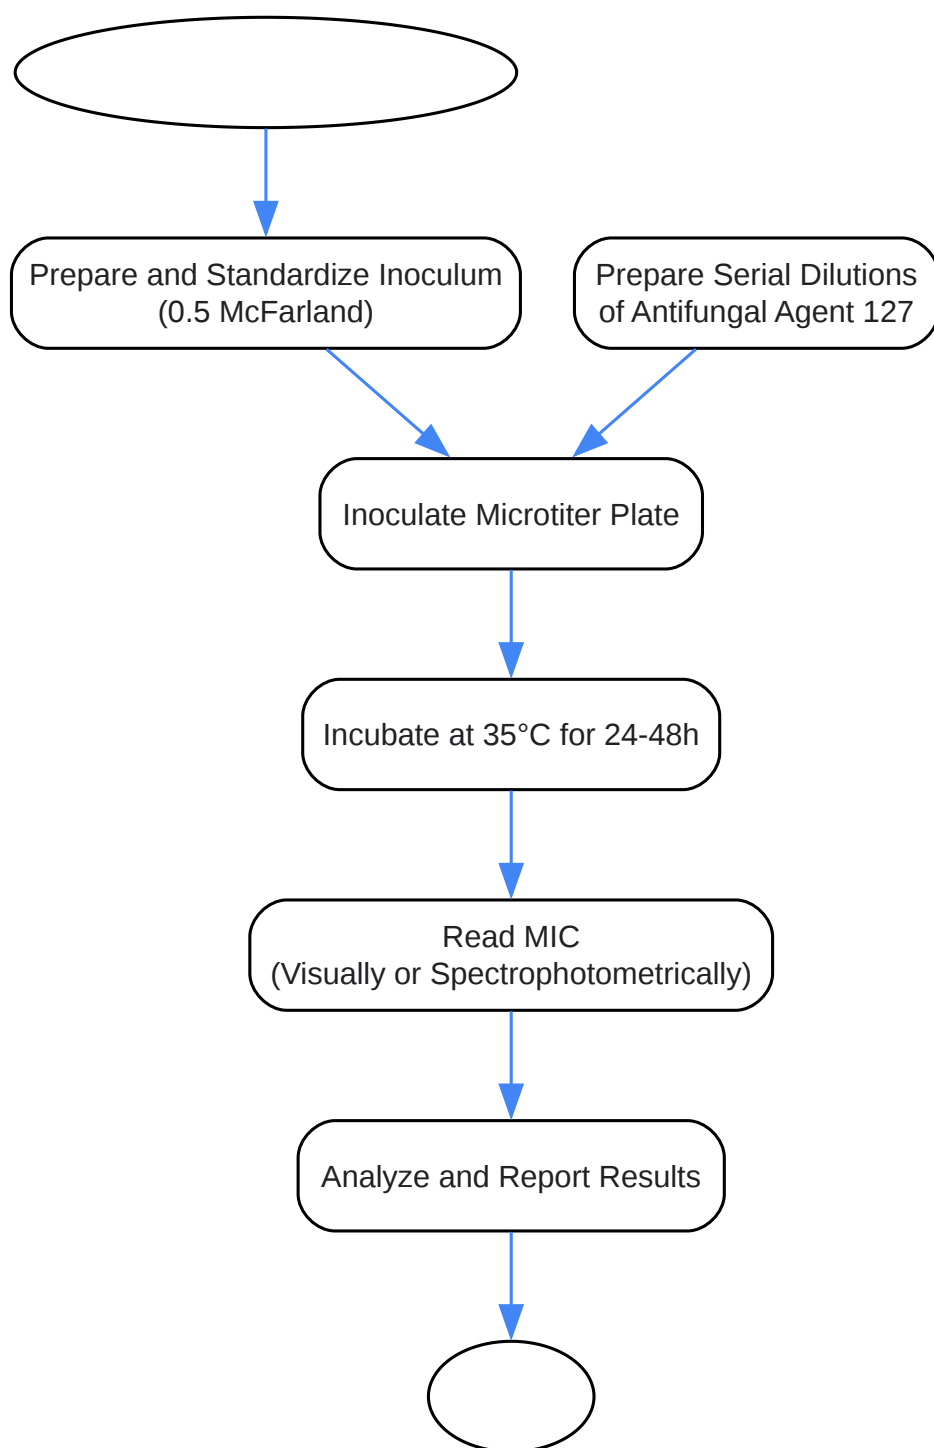 Prepare and Standardize Inoculum
(0.5 McFarland)
Prepare Serial Dilutions
of Antifungal Agent 127
Inoculate Microtiter Plate
Incubate at 35°C for 24-48h
Read MIC
(Visually or Spectrophotometrically)
Analyze and Report Results